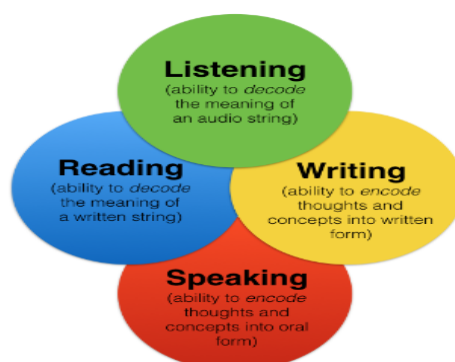 Listening
(ability to decode
the meaning of
an audio string)
Reading
(ability to decode
the meaning of
a written string)
Writing
(ability to encode
thoughts and
concepts into written
form)
Speaking
(ability to encode
thoughts and
concepts into oral
form)